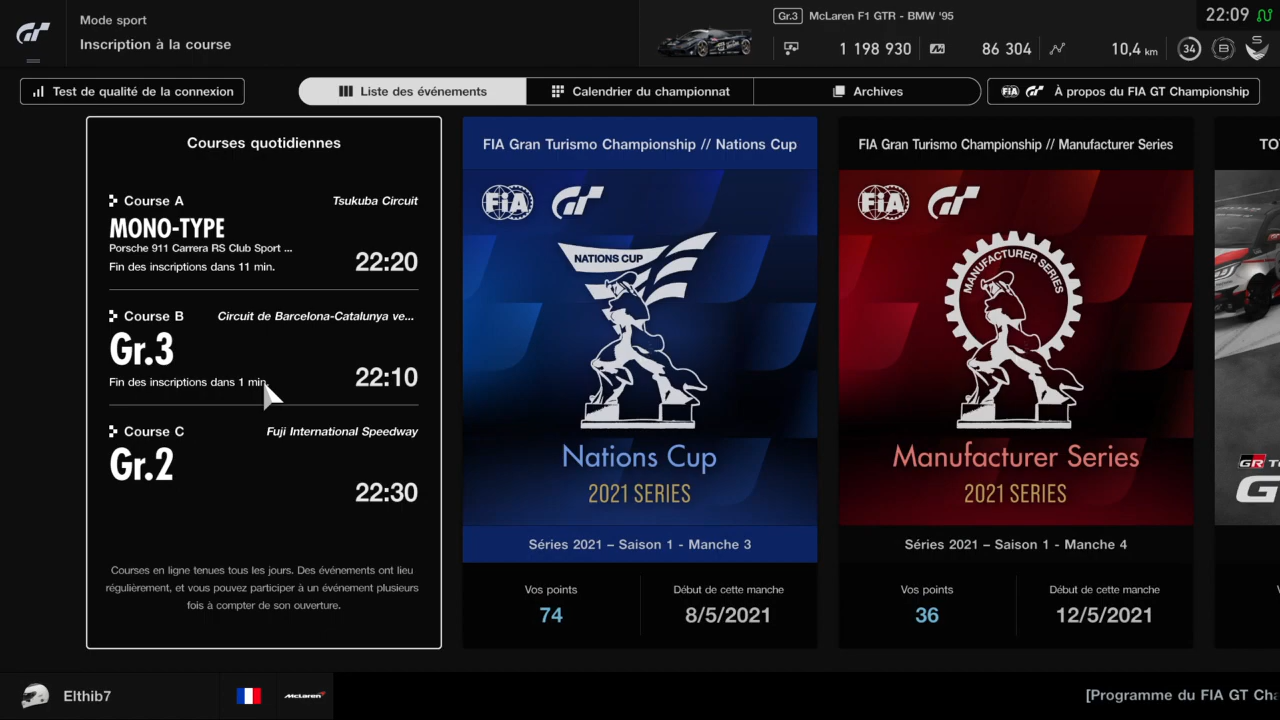 Mode sport
Inscription à la course
Gr.3 McLaren F1 GTR - BMW '95
22:09
1 198 930
86 304
10,4 km
34
B
S
Test de qualité de la connexion
Liste des événements
Calendrier du championnat
Archives
FIA GT À propos du FIA GT Championship
Courses quotidiennes
Course A Tsukuba Circuit
MONO-TYPE
Porsche 911 Carrera RS Club Sport ...
Fin des inscriptions dans 11 min.
22:20
Course B Circuit de Barcelona-Catalunya ve...
Gr.3
Fin des inscriptions dans 1 min.
22:10
Course C Fuji International Speedway
Gr.2
22:30
Courses en ligne tenues tous les jours. Des événements ont lieu
régulièrement, et vous pouvez participer à un événement plusieurs
fois à compter de son ouverture.
FIA Gran Turismo Championship // Nations Cup
FIA GT
NATIONS CUP
Nations Cup
2021 SERIES
Séries 2021 – Saison 1 - Manche 3
Vos points
74
Début de cette manche
8/5/2021
FIA Gran Turismo Championship // Manufacturer Series
FIA GT
MANUFACTURER SERIES
Manufacturer Series
2021 SERIES
Séries 2021 – Saison 1 - Manche 4
Vos points
36
Début de cette manche
12/5/2021
TO
GR T
G
Elthib7
McLaren
[Programme du FIA GT Cha